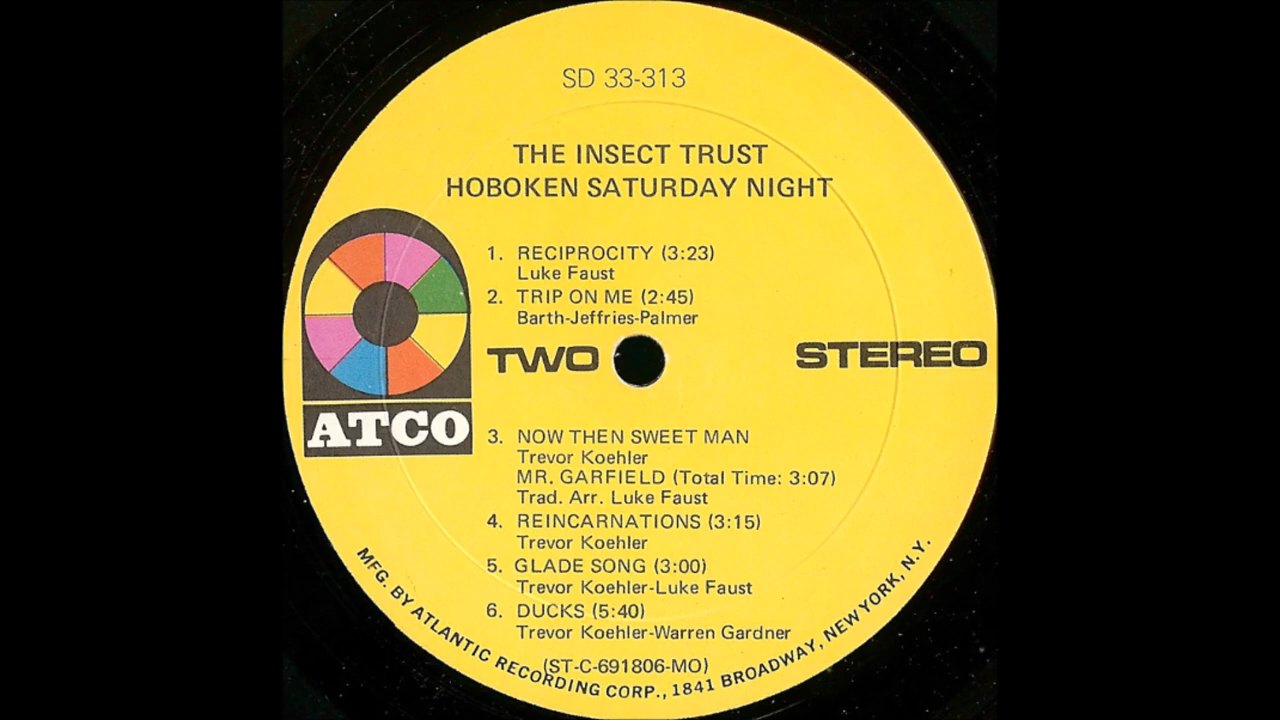 SD 33-313
THE INSECT TRUST
HOBOKEN SATURDAY NIGHT
1. RECIPROCITY (3:23)
Luke Faust
2. TRIP ON ME (2:45)
Barth-Jeffries-Palmer
TWO
STEREO
ATCO
3. NOW THEN SWEET MAN
Trevor Koehler
MR. GARFIELD (Total Time: 3:07)
Trad. Arr. Luke Faust
4. REINCARNATIONS (3:15)
Trevor Koehler
5. GLADE SONG (3:00)
Trevor Koehler-Luke Faust
6. DUCKS (5:40)
Trevor Koehler-Warren Gardner
(ST-C-691806-MO)
MFG. BY ATLANTIC RECORDING CORP., 1841 BROADWAY, NEW YORK, N.Y.